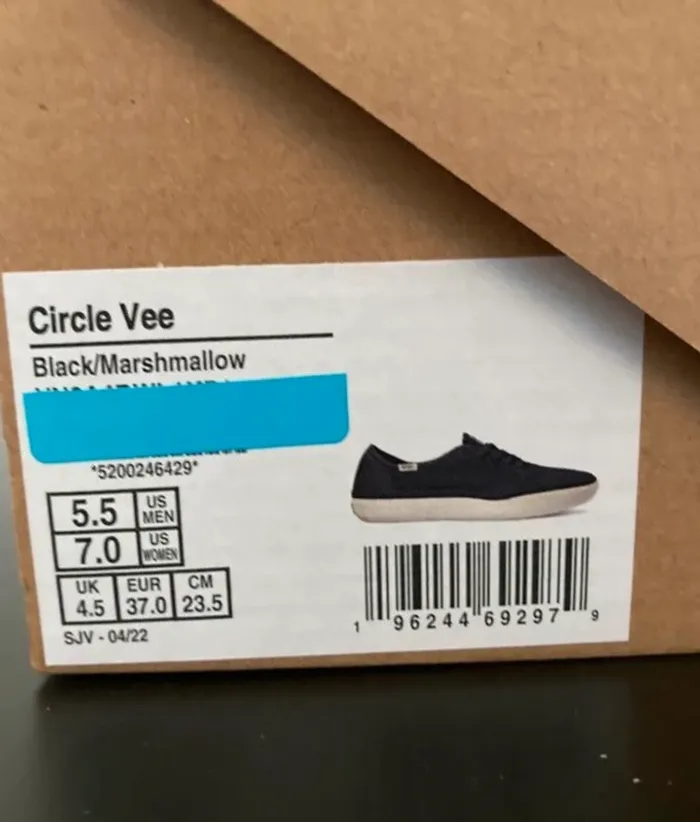 Circle Vee
Black/Marshmallow
*5200246429*
5.5 US MEN
7.0 US WOMEN
UK 4.5 EUR 37.0 CM 23.5
SJV - 04/22
1 96244 69297 9